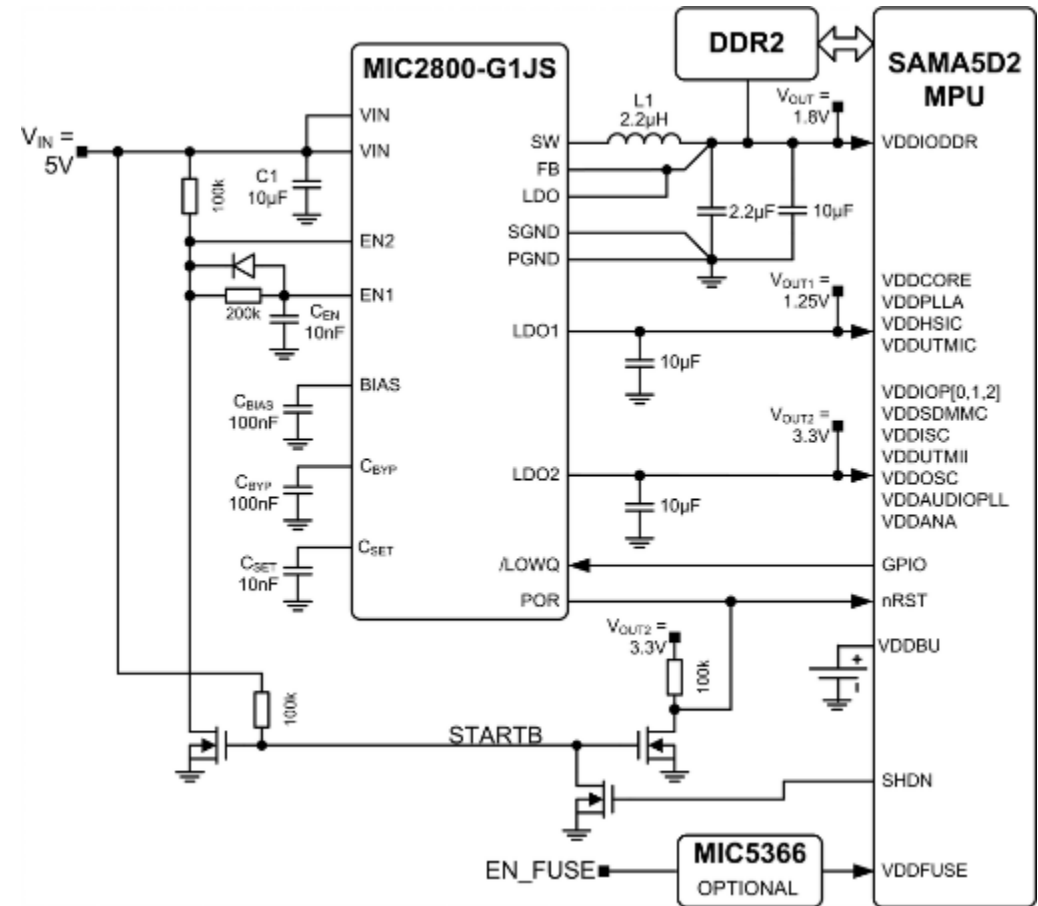 DDR2
SAMA5D2
MPU
MIC2800-G1JS
VIN =
5V
VIN
VIN
100k
C1
10µF
EN2
EN1
200k
CEN
10nF
BIAS
CBIAS
100nF
CBYP
CBYP
100nF
CSET
CSET
10nF
SW
FB
LDO
SGND
PGND
LDO1
LDO2
/LOWQ
POR
L1
2.2µH
VOUT =
1.8V
2.2µF
10µF
VOUT1 =
1.25V
10µF
VOUT2 =
3.3V
10µF
VDDIODDR
VDDCORE
VDDPLLA
VDDHSIC
VDDUTMIC
VDDIOP[0,1,2]
VDDSDMMC
VDDISC
VDDUTMII
VDDOSC
VDDAUDIOPLL
VDDANA
GPIO
nRST
VOUT2 =
3.3V
100k
VDDBU
+
100k
STARTB
SHDN
EN_FUSE
MIC5366
OPTIONAL
VDDFUSE